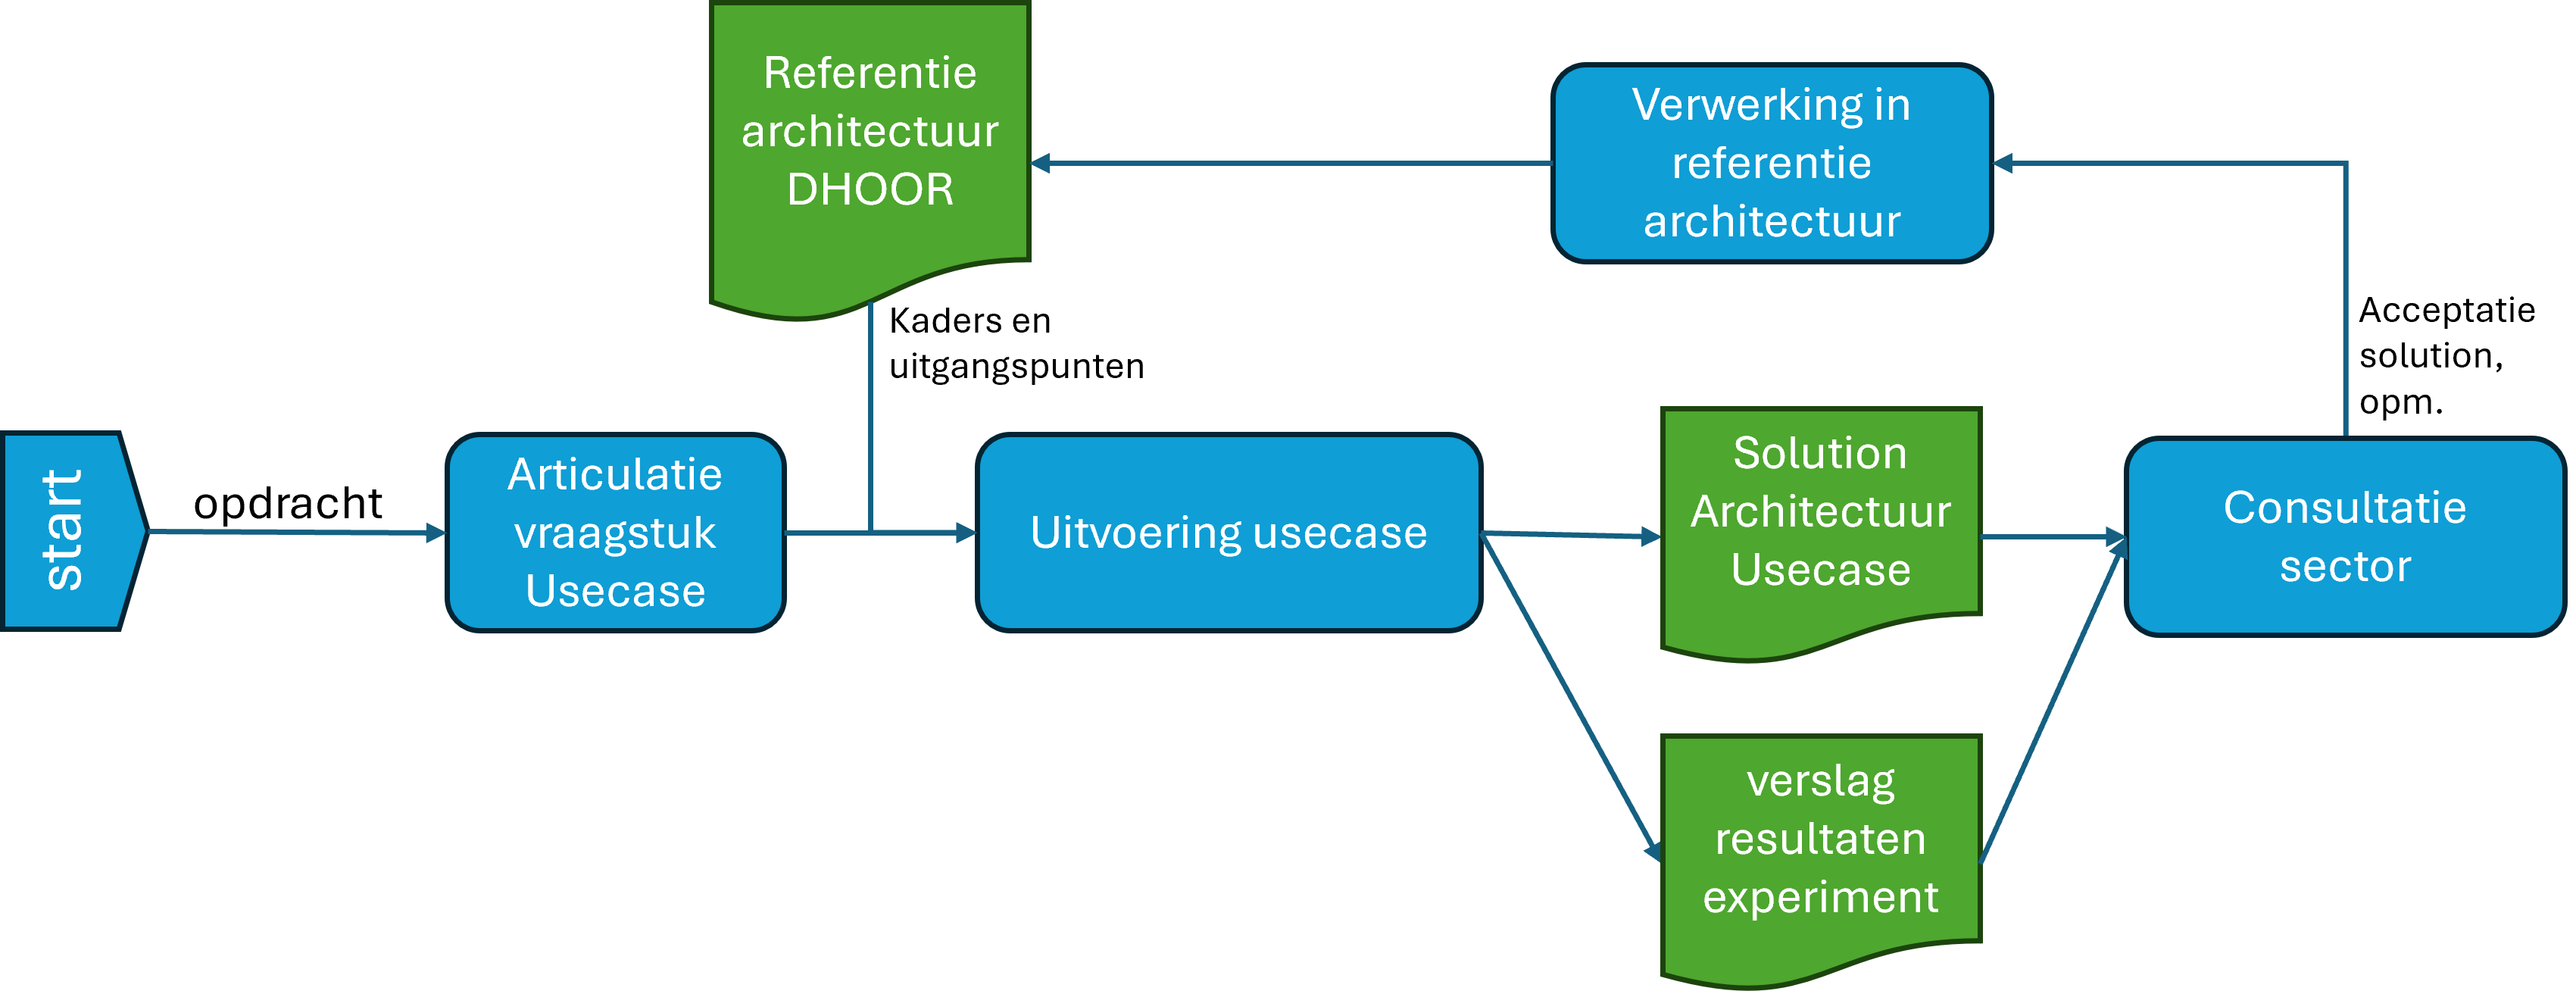 Referentie
architectuur
DHOOR
Verwerking in
referentie
architectuur
Kaders en
uitgangspunten
Acceptatie
solution,
opm.
start
opdracht
Articulatie
vraagstuk
Usecase
Uitvoering usecase
Solution
Architectuur
Usecase
Consultatie
sector
verslag
resultaten
experiment